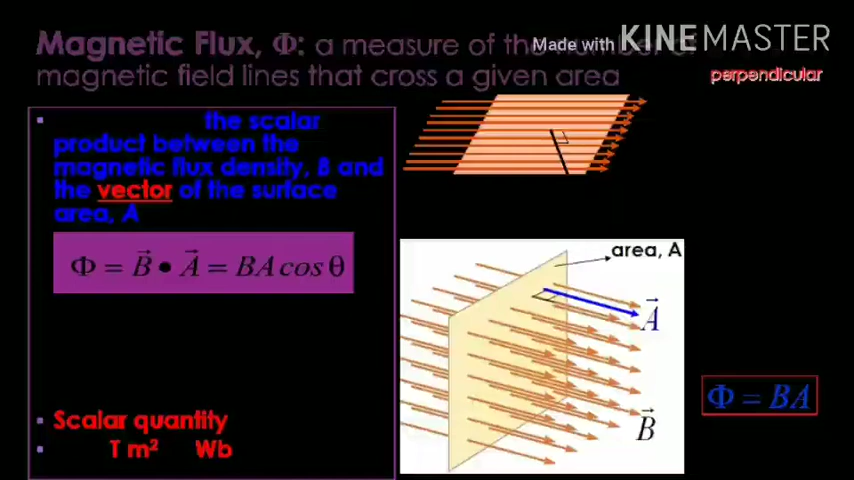 Magnetic Flux, Φ: a measure of the number of
magnetic field lines that cross a given area
Made with KINEMASTER
perpendicular
the scalar
product between the
magnetic flux density, B and
the vector of the surface
area, A
Φ = B⃗ • A⃗ = BA cos θ
Scalar quantity
T m² Wb
area, A
A⃗
B⃗
Φ = BA